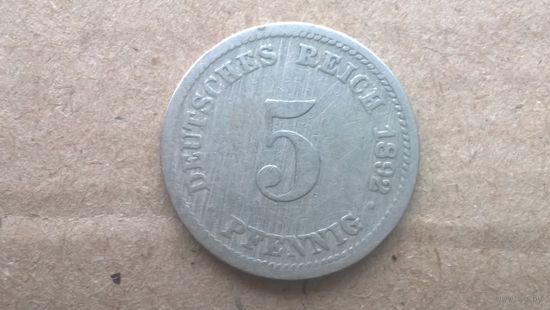 DEUTSCHES REICH 1892
5
PFENNIG